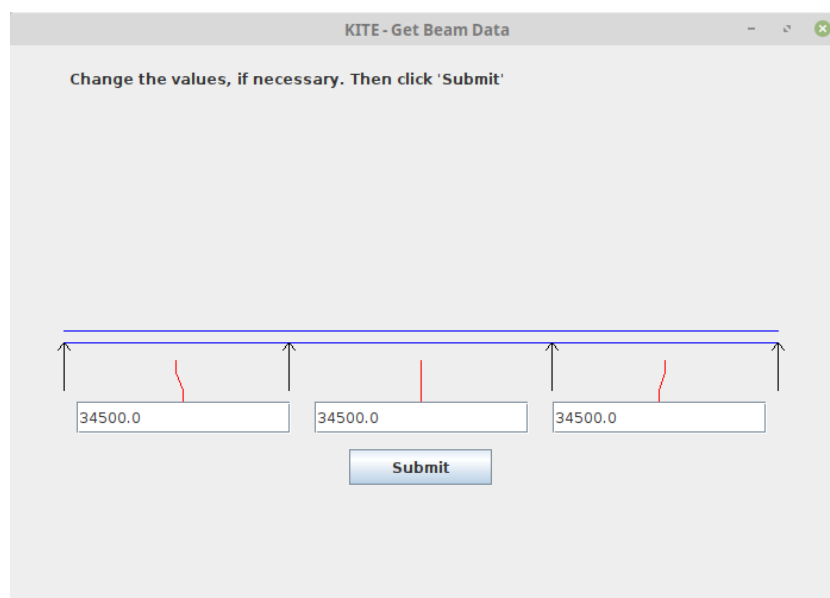 KITE - Get Beam Data
Change the values, if necessary. Then click 'Submit'
34500.0
34500.0
34500.0
Submit